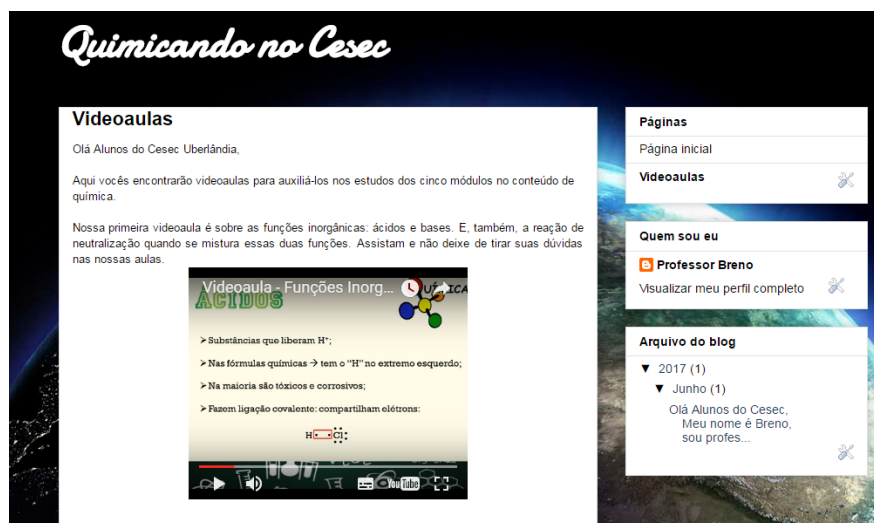 Quimicando no Cesec
Videoaulas
Olá Alunos do Cesec Uberlândia,
Aqui vocês encontrarão videoaulas para auxiliá-los nos estudos dos cinco módulos no conteúdo de
química.
Nossa primeira videoaula é sobre as funções inorgânicas: ácidos e bases. E, também, a reação de
neutralização quando se mistura essas duas funções. Assistam e não deixe de tirar suas dúvidas
nas nossas aulas.
Videoaula - Funções Inorg...
ÁCIDOS
➢ Substâncias que liberam H⁺;
➢ Nas fórmulas químicas → tem o “H” no extremo esquerdo;
➢ Na maioria são tóxicos e corrosivos;
➢ Fazem ligação covalente: compartilham elétrons:
H Cl
YouTube
Páginas
Página inicial
Videoaulas
Quem sou eu
Professor Breno
Visualizar meu perfil completo
Arquivo do blog
▼ 2017 (1)
▼ Junho (1)
Olá Alunos do Cesec,
Meu nome é Breno,
sou profes...